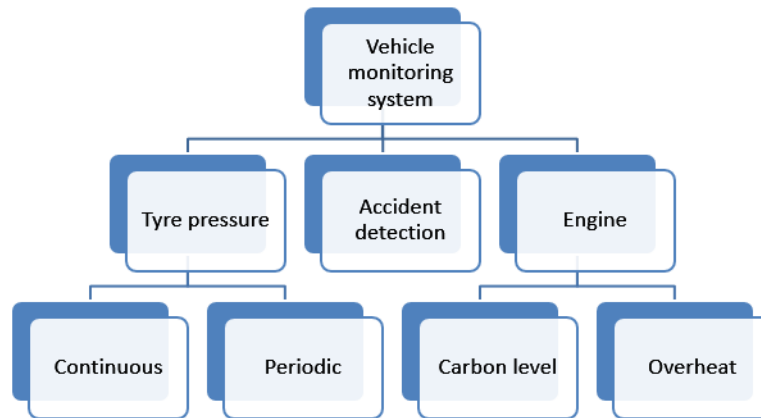 Vehicle
monitoring
system
Tyre pressure
Accident
detection
Engine
Continuous
Periodic
Carbon level
Overheat